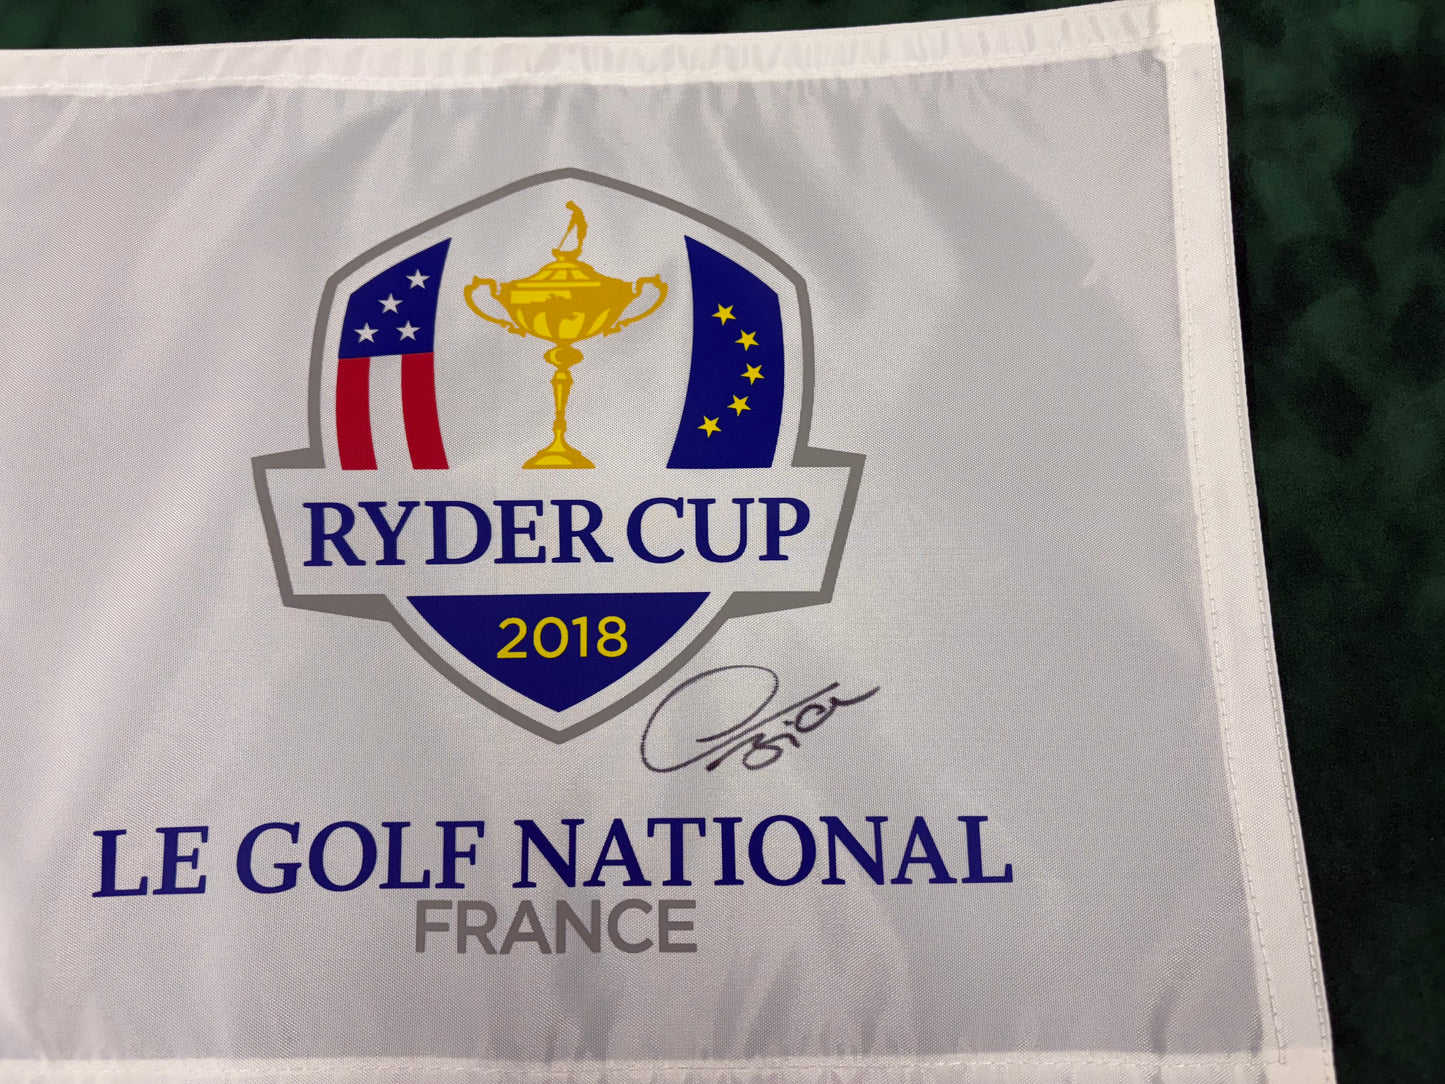 RYDER CUP
2018
LE GOLF NATIONAL
FRANCE